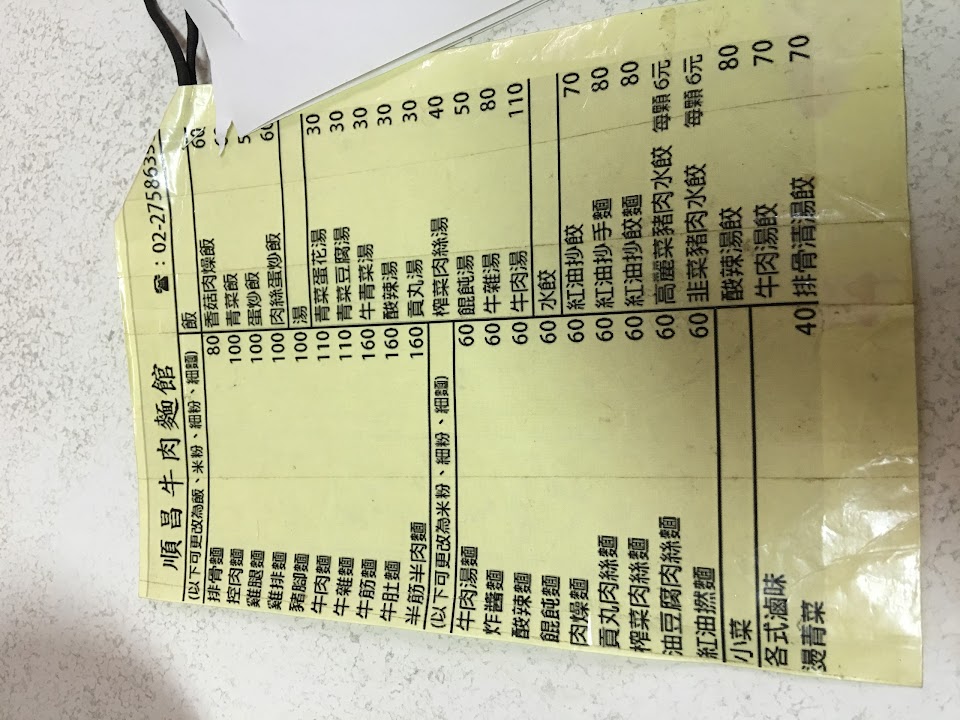 順昌牛肉麵館 ☎：02-2758635
(以下可更改為飯、米粉、細粉、細麵)
排骨麵 80
控肉麵 100
雞腿麵 100
雞排麵 100
豬腳麵 100
牛肉麵 110
牛雜麵 110
牛筋麵 160
牛肚麵 160
半筋半肉麵 160
(以下可更改為米粉、細粉、細麵)
牛肉湯麵 60
炸醬麵 60
酸辣麵 60
餛飩麵 60
肉燥麵 60
貢丸肉絲麵 60
榨菜肉絲麵 60
油豆腐肉絲麵 60
紅油撚麵 60
小菜
各式滷味
燙青菜 40
飯
香菇肉燥飯 60
青菜飯
蛋炒飯
肉絲蛋炒飯 60
湯
青菜蛋花湯 30
青菜豆腐湯 30
牛青菜湯 30
酸辣湯 30
貢丸湯 30
榨菜肉絲湯 40
餛飩湯 50
牛雜湯 80
牛肉湯 110
水餃
紅油抄餃 70
紅油抄手麵 80
紅油抄餃麵 80
高麗菜豬肉水餃 每顆 6元
韭菜豬肉水餃 每顆 6元
酸辣湯餃 80
牛肉湯餃 70
排骨清湯餃 70